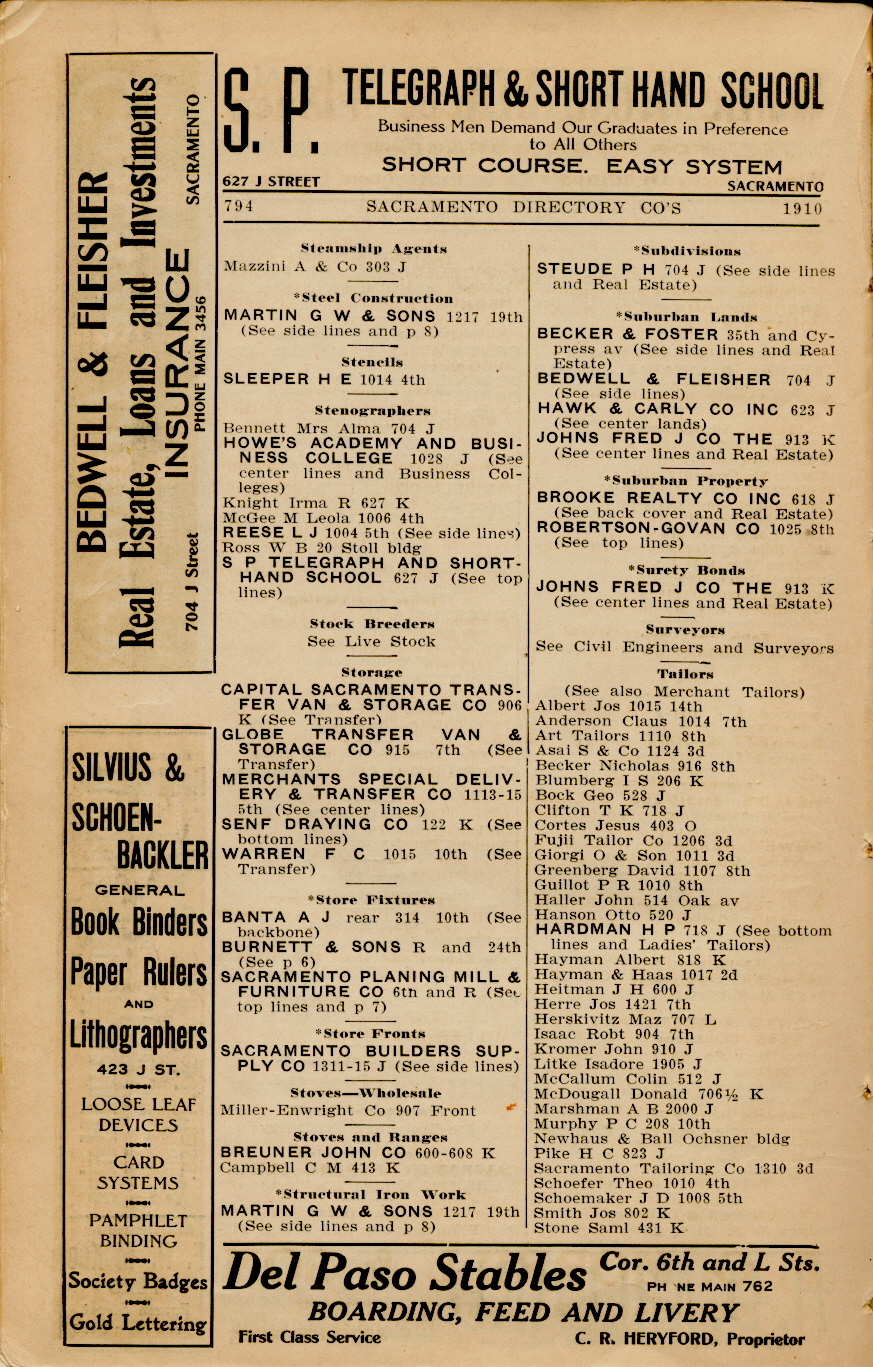 S. P.
TELEGRAPH & SHORT HAND SCHOOL
Business Men Demand Our Graduates in Preference
to All Others
SHORT COURSE. EASY SYSTEM
627 J STREET
SACRAMENTO
794 SACRAMENTO DIRECTORY CO'S 1910
BEDWELL & FLEISHER
Real Estate, Loans and Investments
INSURANCE
704 J Street PHONE MAIN 3456 SACRAMENTO
SILVIUS &
SCHOEN-
BACKLER
GENERAL
Book Binders
Paper Rulers
AND
Lithographers
423 J ST.
LOOSE LEAF
DEVICES
CARD
SYSTEMS
PAMPHLET
BINDING
Society Badges
Gold Lettering
Steamship Agents
Mazzini A & Co 303 J
*Steel Construction
MARTIN G W & SONS 1217 19th
(See side lines and p 8)
Stencils
SLEEPER H E 1014 4th
Stenographers
Bennett Mrs Alma 704 J
HOWE'S ACADEMY AND BUSI-
NESS COLLEGE 1028 J (See
center lines and Business Col-
leges)
Knight Irma R 627 K
McGee M Leola 1006 4th
REESE L J 1004 5th (See side lines)
Ross W B 20 Stoll bldg
S P TELEGRAPH AND SHORT-
HAND SCHOOL 627 J (See top
lines)
Stock Breeders
See Live Stock
Storage
CAPITAL SACRAMENTO TRANS-
FER VAN & STORAGE CO 906
K (See Transfer)
GLOBE TRANSFER VAN &
STORAGE CO 915 7th (See
Transfer)
MERCHANTS SPECIAL DELIV-
ERY & TRANSFER CO 1113-15
5th (See center lines)
SENF DRAYING CO 122 K (See
bottom lines)
WARREN F C 1015 10th (See
Transfer)
*Store Fixtures
BANTA A J rear 314 10th (See
backbone)
BURNETT & SONS R and 24th
(See p 6)
SACRAMENTO PLANING MILL &
FURNITURE CO 6th and R (See
top lines and p 7)
*Store Fronts
SACRAMENTO BUILDERS SUP-
PLY CO 1311-15 J (See side lines)
Stoves—Wholesale
Miller-Enwright Co 907 Front
Stoves and Ranges
BREUNER JOHN CO 600-608 K
Campbell C M 413 K
*Structural Iron Work
MARTIN G W & SONS 1217 19th
(See side lines and p 8)
*Subdivisions
STEUDE P H 704 J (See side lines
and Real Estate)
*Suburban Lands
BECKER & FOSTER 35th and Cy-
press av (See side lines and Real
Estate)
BEDWELL & FLEISHER 704 J
(See side lines)
HAWK & CARLY CO INC 623 J
(See center lands)
JOHNS FRED J CO THE 913 K
(See center lines and Real Estate)
*Suburban Property
BROOKE REALTY CO INC 618 J
(See back cover and Real Estate)
ROBERTSON-GOVAN CO 1025 8th
(See top lines)
*Surety Bonds
JOHNS FRED J CO THE 913 K
(See center lines and Real Estate)
Surveyors
See Civil Engineers and Surveyors
Tailors
(See also Merchant Tailors)
Albert Jos 1015 14th
Anderson Claus 1014 7th
Art Tailors 1110 8th
Asai S & Co 1124 3d
Becker Nicholas 916 8th
Blumberg I S 206 K
Bock Geo 528 J
Clifton T K 718 J
Cortes Jesus 403 O
Fujii Tailor Co 1206 3d
Giorgi O & Son 1011 3d
Greenberg David 1107 8th
Guillot P R 1010 8th
Haller John 514 Oak av
Hanson Otto 520 J
HARDMAN H P 718 J (See bottom
lines and Ladies' Tailors)
Hayman Albert 818 K
Hayman & Haas 1017 2d
Heitman J H 600 J
Herre Jos 1421 7th
Herskivitz Maz 707 L
Isaac Robt 904 7th
Kromer John 910 J
Litke Isadore 1905 J
McCallum Colin 512 J
McDougall Donald 706½ K
Marshman A B 2000 J
Murphy P C 208 10th
Newhaus & Ball Ochsner bldg
Pike H C 823 J
Sacramento Tailoring Co 1310 3d
Schoefer Theo 1010 4th
Schoemaker J D 1008 5th
Smith Jos 802 K
Stone Saml 431 K
Del Paso Stables Cor. 6th and L Sts.
PH NE MAIN 762
BOARDING, FEED AND LIVERY
First Class Service C. R. HERYFORD, Proprietor